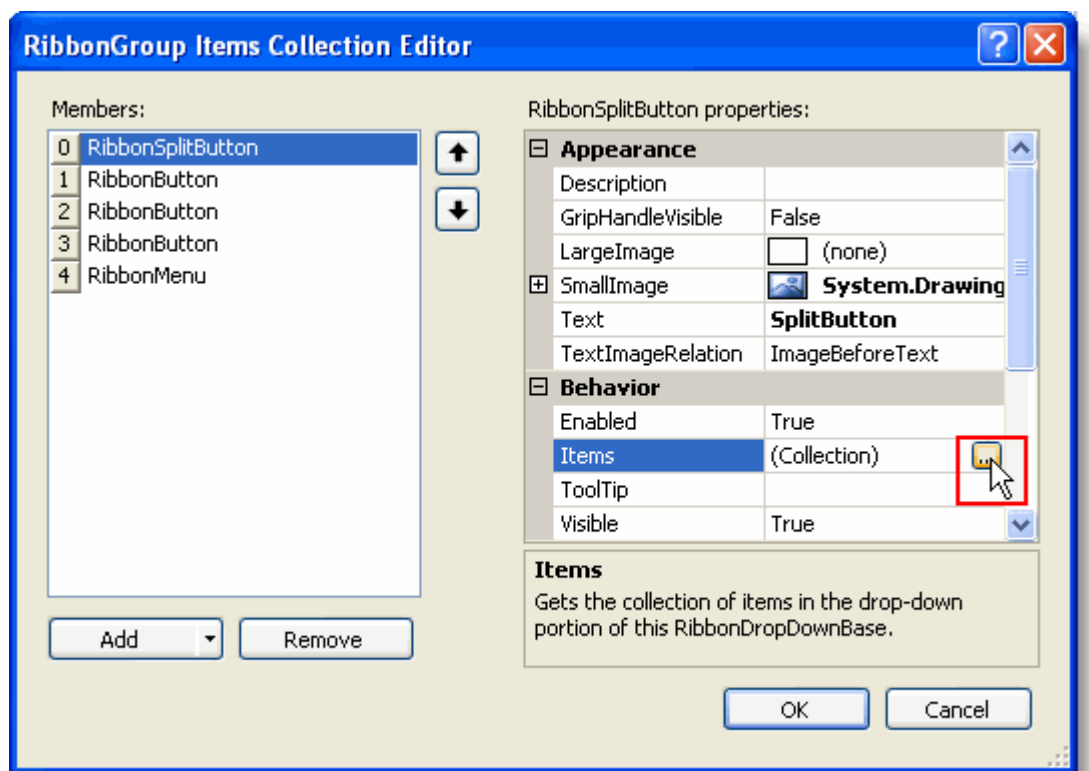 RibbonGroup Items Collection Editor
Members:
0 RibbonSplitButton
1 RibbonButton
2 RibbonButton
3 RibbonButton
4 RibbonMenu
Add
Remove
RibbonSplitButton properties:
Appearance
Description
GripHandleVisible False
LargeImage (none)
SmallImage System.Drawing
Text SplitButton
TextImageRelation ImageBeforeText
Behavior
Enabled True
Items (Collection) ...
ToolTip
Visible True
Items
Gets the collection of items in the drop-down
portion of this RibbonDropDownBase.
OK
Cancel